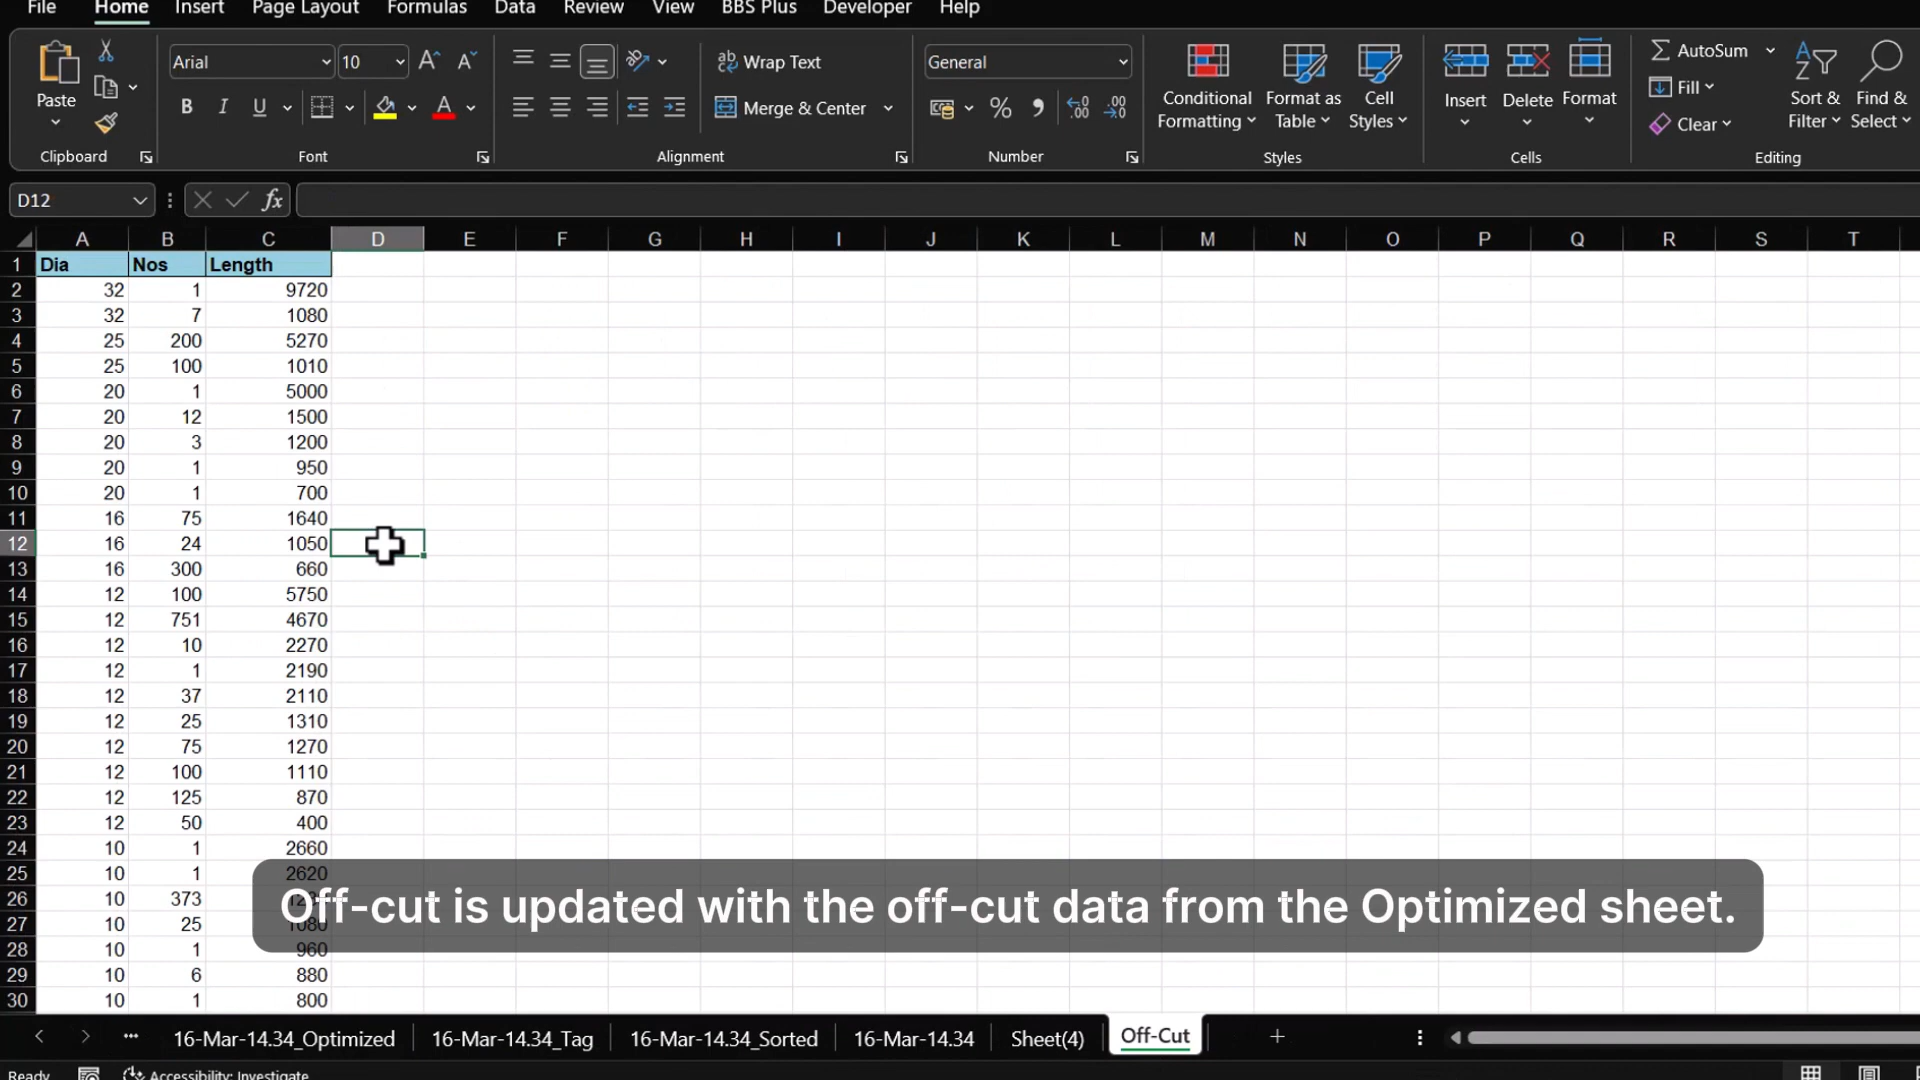 File Home Insert Page Layout Formulas Data Review View BBS Plus Developer Help
Arial 10 Wrap Text General Conditional Formatting Format as Table Cell Styles Insert Delete Format AutoSum
Paste B I U Merge & Center % Fill Sort & Filter Find & Select
Clear
Clipboard Font Alignment Number Styles Cells Editing
D12 fx
A B C D E F G H I J K L M N O P Q R S T
1 Dia Nos Length
2 32 1 9720
3 32 7 1080
4 25 200 5270
5 25 100 1010
6 20 1 5000
7 20 12 1500
8 20 3 1200
9 20 1 950
10 20 1 700
11 16 75 1640
12 16 24 1050
13 16 300 660
14 12 100 5750
15 12 751 4670
16 12 10 2270
17 12 1 2190
18 12 37 2110
19 12 25 1310
20 12 75 1270
21 12 100 1110
22 12 125 870
23 12 50 400
24 10 1 2660
25 10 1 2620
26 10 373
27 10 25 1080
28 10 1 960
29 10 6 880
30 10 1 800
Off-cut is updated with the off-cut data from the Optimized sheet.
16-Mar-14.34_Optimized 16-Mar-14.34_Tag 16-Mar-14.34_Sorted 16-Mar-14.34 Sheet(4) Off-Cut
Ready Accessibility: Investigate